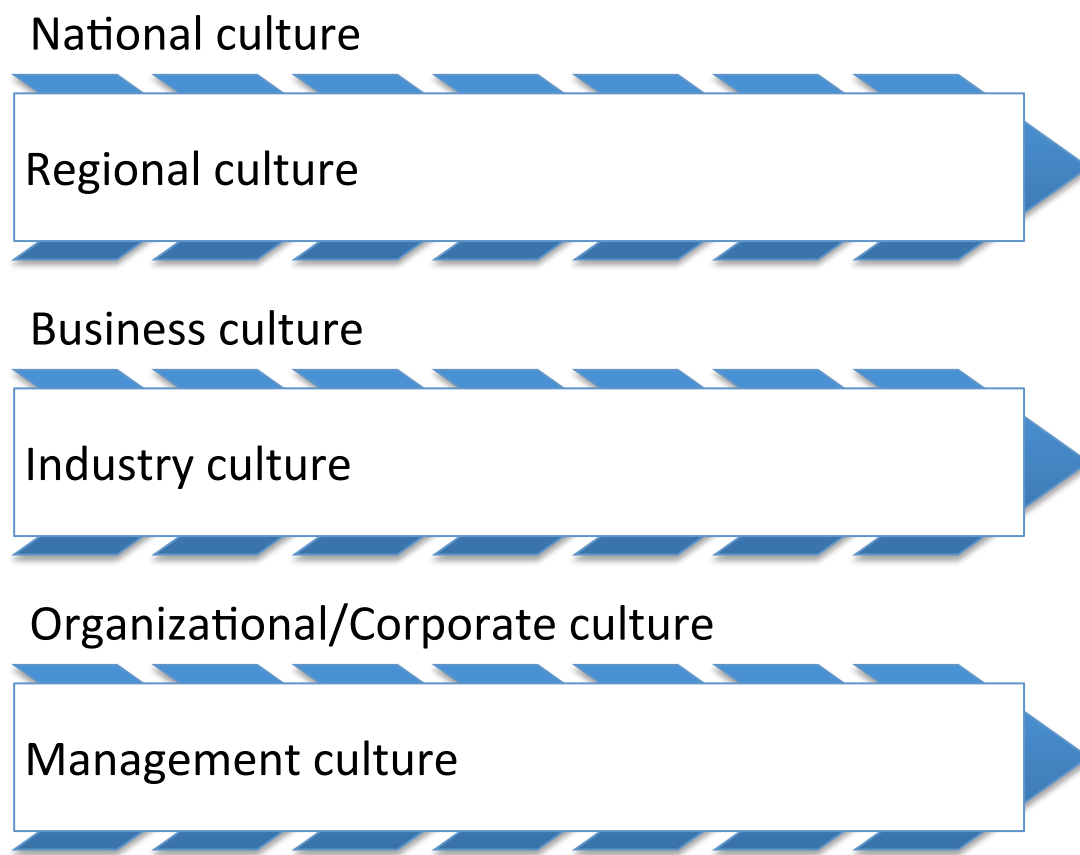 National culture
Regional culture
Business culture
Industry culture
Organizational/Corporate culture
Management culture